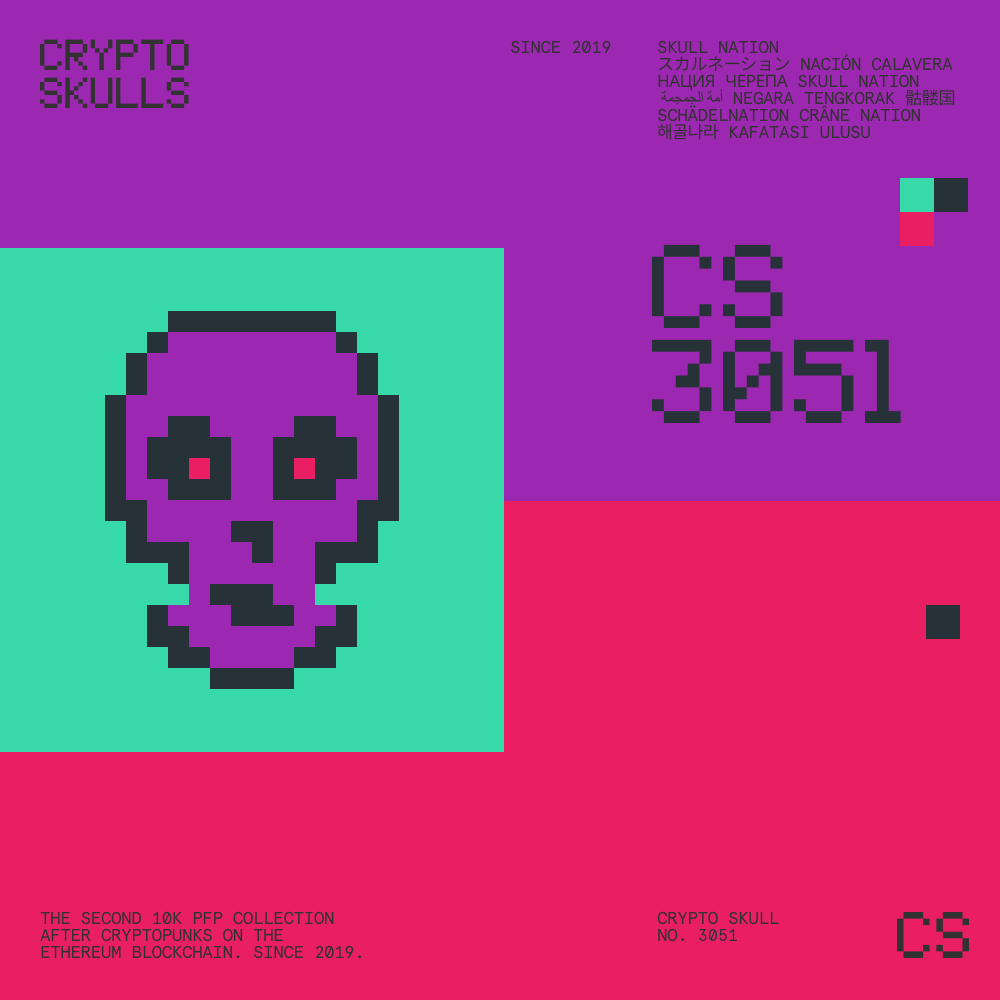 CRYPTO
SKULLS
SINCE 2019
SKULL NATION
スカルネーション NACIÓN CALAVERA
НАЦИЯ ЧЕРЕПА SKULL NATION
أمة الجمجمة NEGARA TENGKORAK 骷髅国
SCHÄDELNATION CRÂNE NATION
해골나라 KAFATASI ULUSU
CS
3051
THE SECOND 10K PFP COLLECTION
AFTER CRYPTOPUNKS ON THE
ETHEREUM BLOCKCHAIN. SINCE 2019.
CRYPTO SKULL
NO. 3051
CS